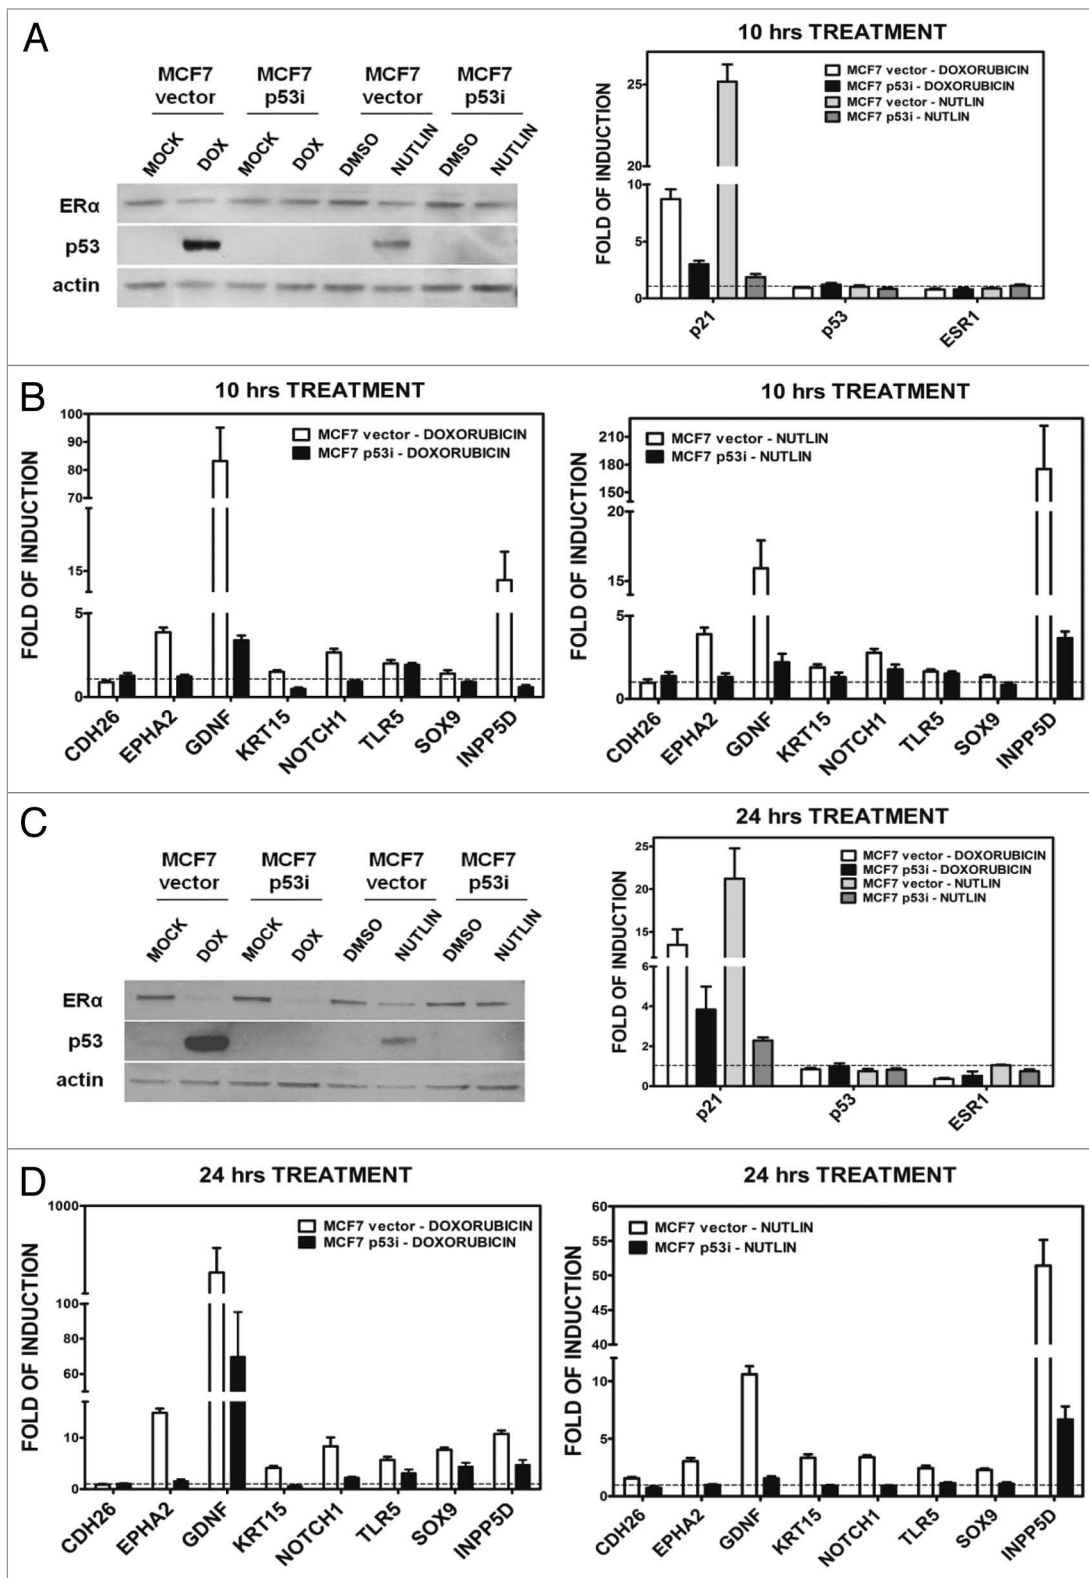 A
MCF7 vector
MCF7 p53i
MCF7 vector
MCF7 p53i
MOCK DOX MOCK DOX DMSO NUTLIN DMSO NUTLIN
ERα
p53
actin
10 hrs TREATMENT
FOLD OF INDUCTION
25
20
10
5
0
MCF7 vector - DOXORUBICIN
MCF7 p53i - DOXORUBICIN
MCF7 vector - NUTLIN
MCF7 p53i - NUTLIN
p21 p53 ESR1
B
10 hrs TREATMENT
FOLD OF INDUCTION
100
90
80
70
15
5
0
MCF7 vector - DOXORUBICIN
MCF7 p53i - DOXORUBICIN
CDH26 EPHA2 GDNF KRT15 NOTCH1 TLR5 SOX9 INPP5D
10 hrs TREATMENT
FOLD OF INDUCTION
210
180
150
20
15
5
0
MCF7 vector - NUTLIN
MCF7 p53i - NUTLIN
CDH26 EPHA2 GDNF KRT15 NOTCH1 TLR5 SOX9 INPP5D
C
MCF7 vector
MCF7 p53i
MCF7 vector
MCF7 p53i
MOCK DOX MOCK DOX DMSO NUTLIN DMSO NUTLIN
ERα
p53
actin
24 hrs TREATMENT
FOLD OF INDUCTION
25
20
15
6
4
2
0
MCF7 vector - DOXORUBICIN
MCF7 p53i - DOXORUBICIN
MCF7 vector - NUTLIN
MCF7 p53i - NUTLIN
p21 p53 ESR1
D
24 hrs TREATMENT
FOLD OF INDUCTION
1000
100
80
60
10
0
MCF7 vector - DOXORUBICIN
MCF7 p53i - DOXORUBICIN
CDH26 EPHA2 GDNF KRT15 NOTCH1 TLR5 SOX9 INPP5D
24 hrs TREATMENT
FOLD OF INDUCTION
60
55
50
45
40
10
5
0
MCF7 vector - NUTLIN
MCF7 p53i - NUTLIN
CDH26 EPHA2 GDNF KRT15 NOTCH1 TLR5 SOX9 INPP5D